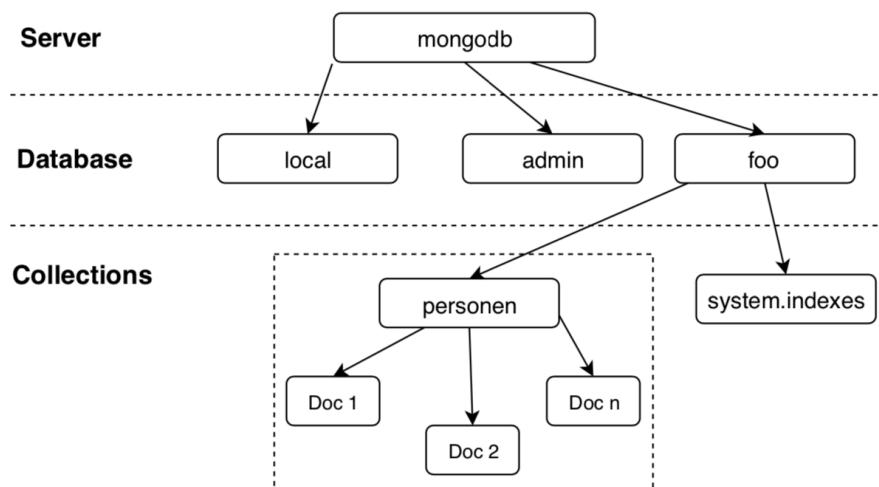 Server
mongodb
Database
local
admin
foo
Collections
personen
system.indexes
Doc 1
Doc 2
Doc n